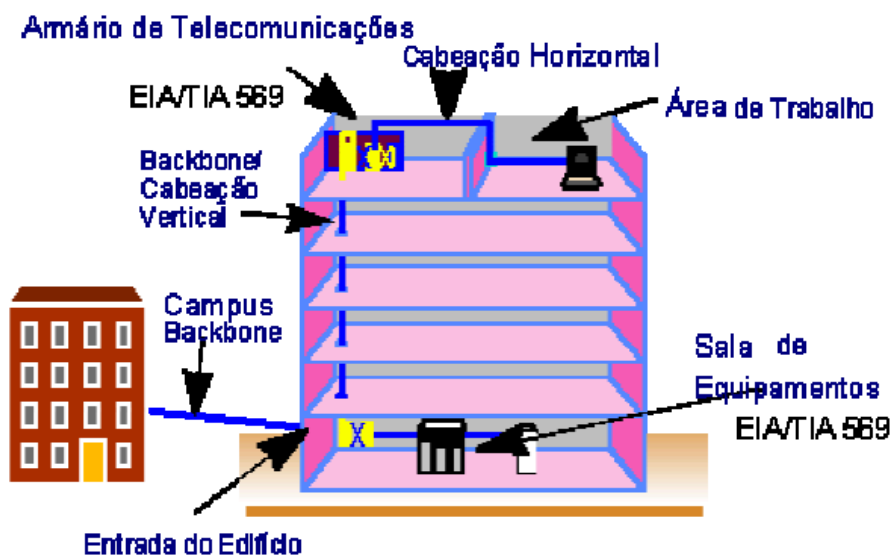 Armário de Telecomunicações
Cabeação Horizontal
EIA/TIA 569
Área de Trabalho
Backbone/
Cabeação
Vertical
Campus
Backbone
Sala de
Equipamentos
EIA/TIA 569
X
X
Entrada do Edifício